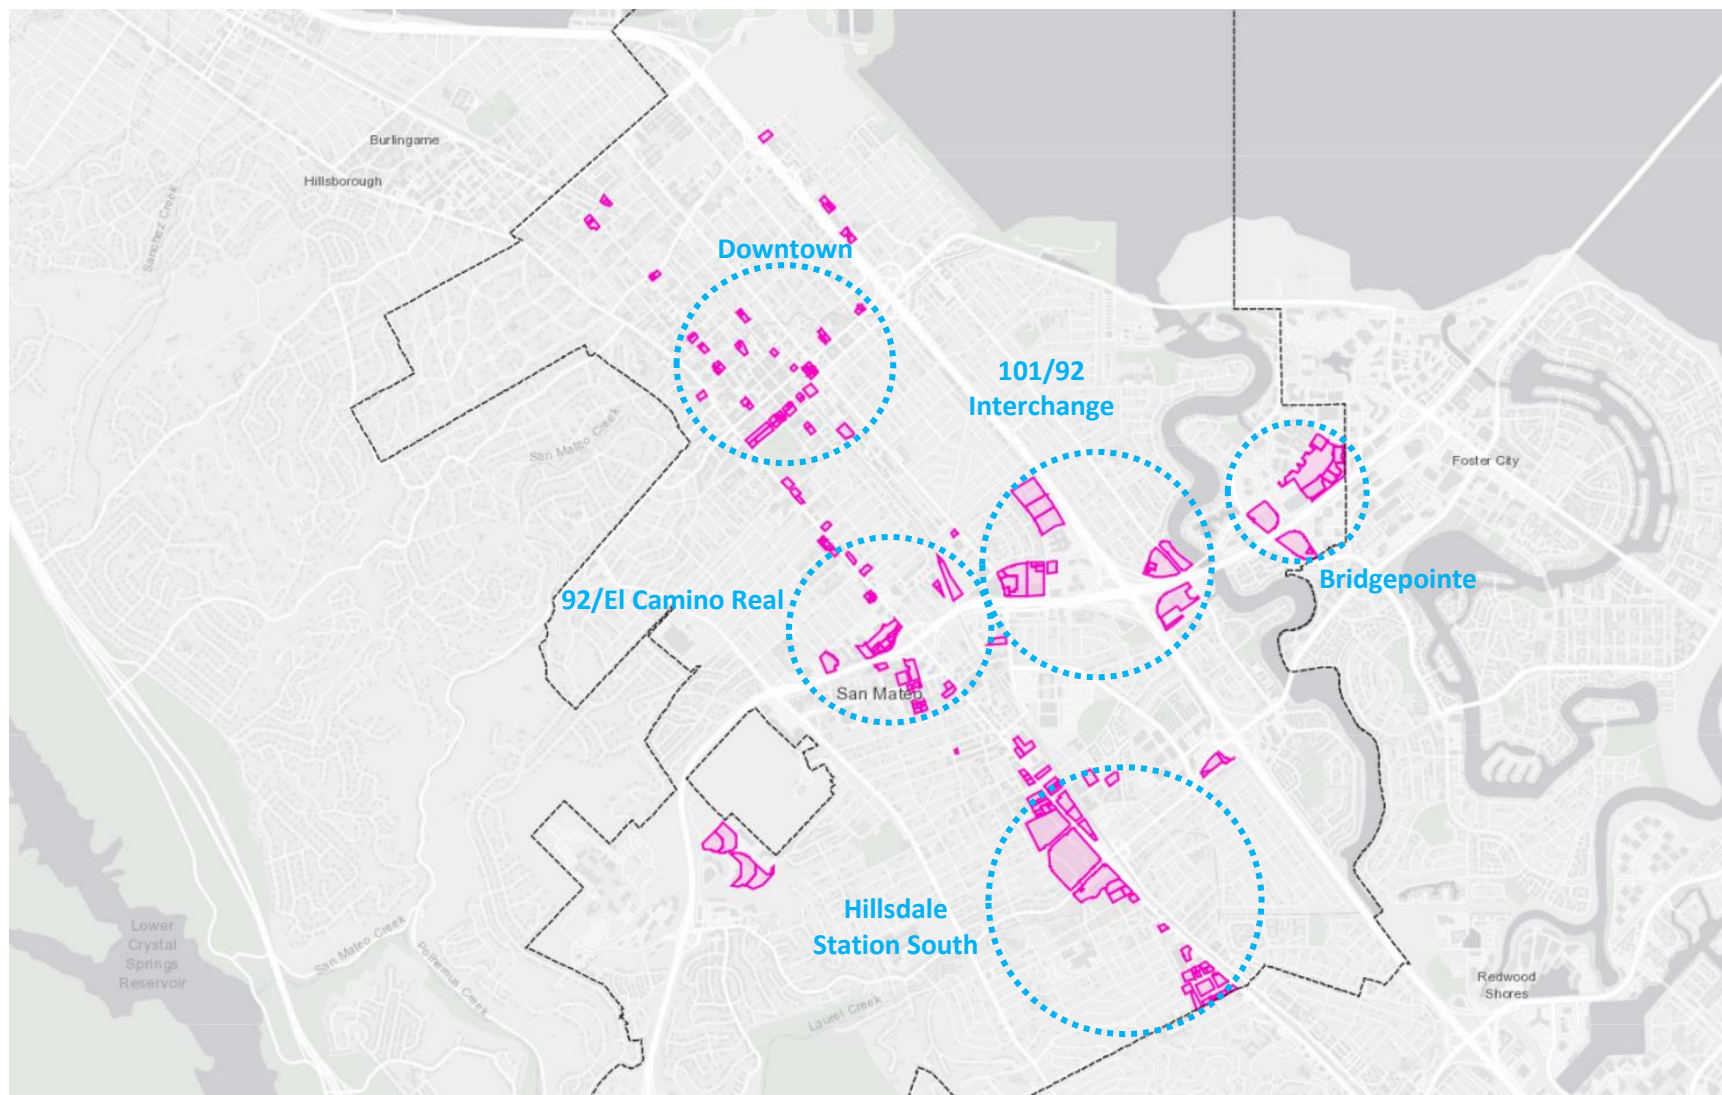 Burlingame
Hillsborough
Sanchez Creek
Downtown
101/92
Interchange
San Mateo Creek
Foster City
Bridgepointe
92/El Camino Real
San Mateo
Hillsdale
Station South
Lower
Crystal
Springs
Reservoir
San Mateo Creek
Polhemus Creek
Laurel Creek
Redwood
Shores